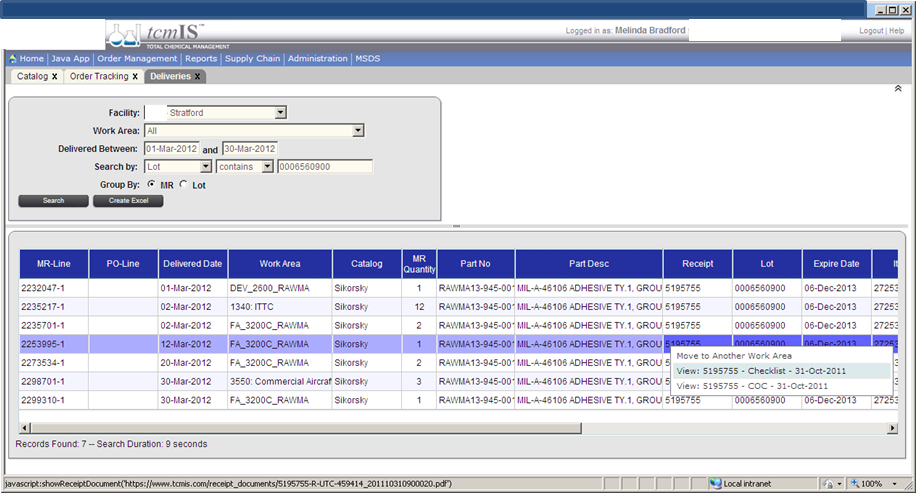 tcmIS™
TOTAL CHEMICAL MANAGEMENT
Logged in as: Melinda Bradford
Logout | Help
Home | Java App | Order Management | Reports | Supply Chain | Administration | MSDS
Catalog x Order Tracking x Deliveries x
Facility: Stratford
Work Area: All
Delivered Between: 01-Mar-2012 and 30-Mar-2012
Search by: Lot contains 0006560900
Group By: MR Lot
Search Create Excel
MR-Line PO-Line Delivered Date Work Area Catalog MR Quantity Part No Part Desc Receipt Lot Expire Date It
2232047-1 01-Mar-2012 DEV_2600_RAWMA Sikorsky 1 RAWMA13-945-001 MIL-A-46106 ADHESIVE TY.1, GROU 5195755 0006560900 06-Dec-2013 27253
2235217-1 02-Mar-2012 1340: ITTC Sikorsky 12 RAWMA13-945-001 MIL-A-46106 ADHESIVE TY.1, GROU 5195755 0006560900 06-Dec-2013 27253
2235701-1 02-Mar-2012 FA_3200C_RAWMA Sikorsky 2 RAWMA13-945-001 MIL-A-46106 ADHESIVE TY.1, GROU 5195755 0006560900 06-Dec-2013 27253
2253995-1 12-Mar-2012 FA_3200C_RAWMA Sikorsky 1 RAWMA13-945-001 MIL-A-46106 ADHESIVE TY.1, GROU 5195755 0006560900 06-Dec-2013 27253
2273534-1 20-Mar-2012 FA_3200C_RAWMA Sikorsky 2 RAWMA13-945-001 MIL-A-46106 ADHESIVE TY.1, GROU
2298701-1 30-Mar-2012 3550: Commercial Aircraf Sikorsky 3 RAWMA13-945-001 MIL-A-46106 ADHESIVE TY.1, GROU
2299310-1 30-Mar-2012 FA_3200C_RAWMA Sikorsky 1 RAWMA13-945-001 MIL-A-46106 ADHESIVE TY.1, GROU 5195755 0006560900 06-Dec-2013 27253
Move to Another Work Area
View: 5195755 - Checklist - 31-Oct-2011
View: 5195755 - COC - 31-Oct-2011
Records Found: 7 -- Search Duration: 9 seconds
javascript:showReceiptDocument("https://www.tcmis.com/receipt_documents/5195755-R-UTC-459414_201110310900020.pdf") Local intranet 100%